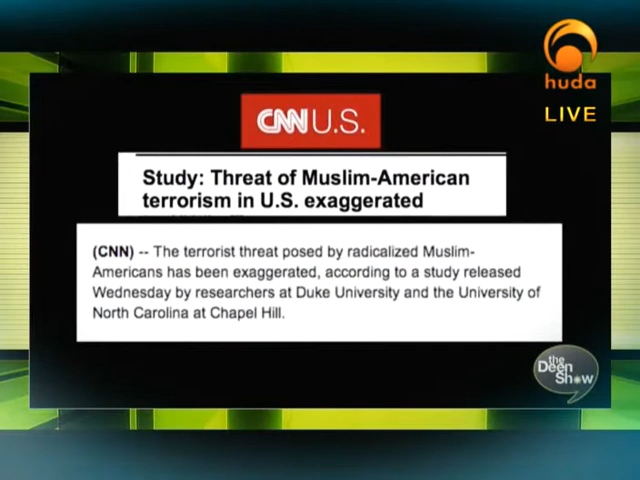 huda
LIVE
CNN U.S.
Study: Threat of Muslim-American
terrorism in U.S. exaggerated
(CNN) -- The terrorist threat posed by radicalized Muslim-
Americans has been exaggerated, according to a study released
Wednesday by researchers at Duke University and the University of
North Carolina at Chapel Hill.
the
Deen
Show